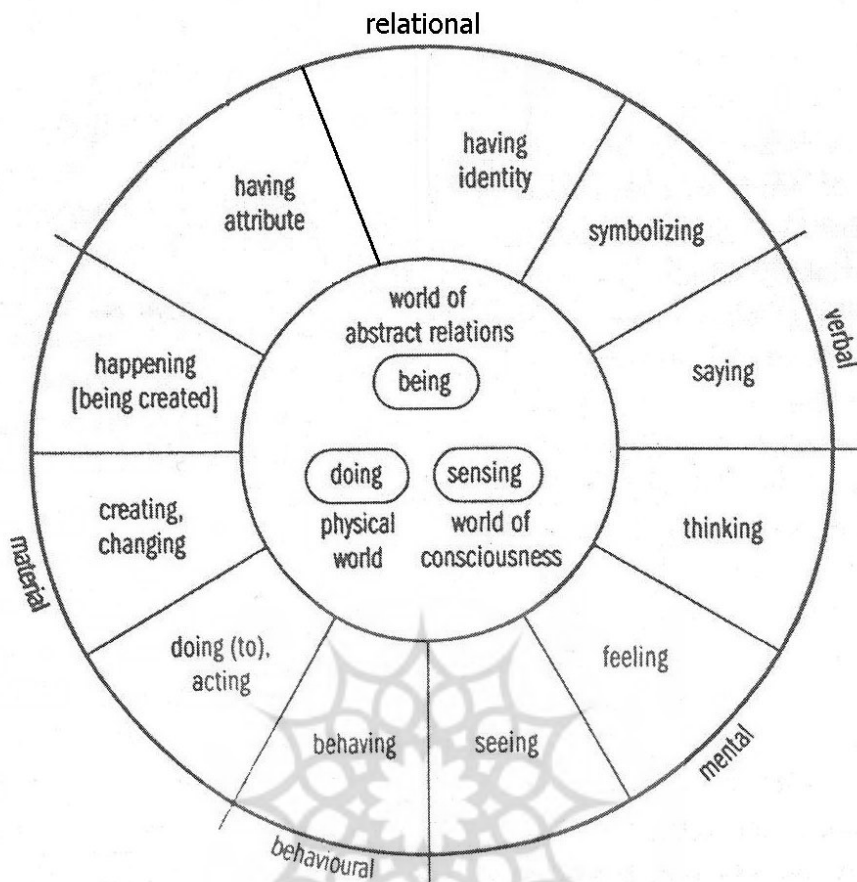 relational
having
identity
having
attribute
symbolizing
world of
abstract relations
being
verbal
happening
[being created]
saying
doing
sensing
creating,
changing
physical
world
world of
consciousness
thinking
material
doing (to),
acting
feeling
behaving
seeing
mental
behavioural